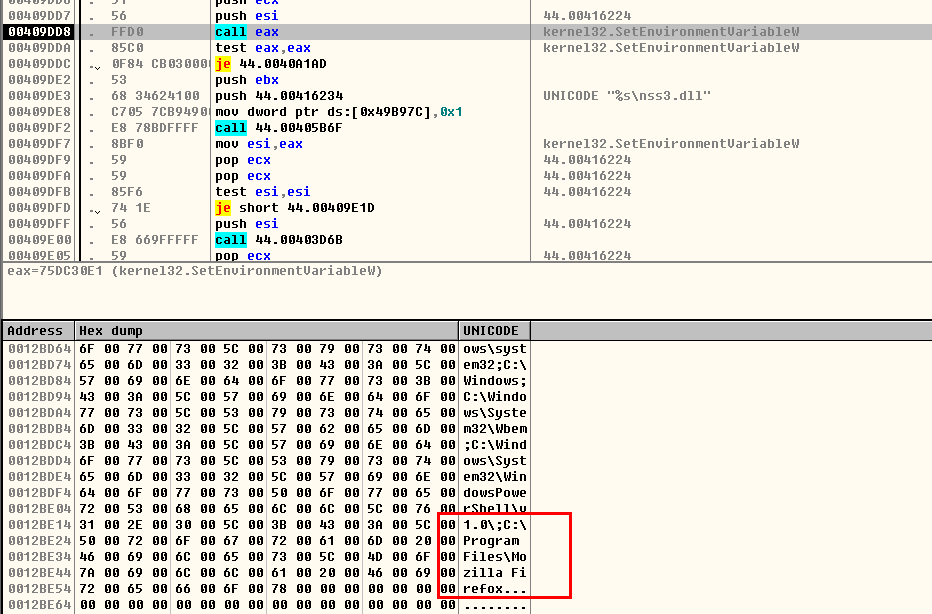 00409DD6 . 51 push ecx
00409DD7 . 56 push esi 44.00416224
00409DD8 . FFD0 call eax kernel32.SetEnvironmentVariableW
00409DDA . 85C0 test eax,eax
00409DDC . 0F84 CB03000 je 44.0040A1AD
00409DE2 . 53 push ebx
00409DE3 . 68 34624100 push 44.00416234 UNICODE "%s\nss3.dll"
00409DE8 . C705 7CB9490 mov dword ptr ds:[0x49B97C],0x1
00409DF2 . E8 78BDFFFF call 44.00405B6F
00409DF7 . 8BF0 mov esi,eax kernel32.SetEnvironmentVariableW
00409DF9 . 59 pop ecx 44.00416224
00409DFA . 59 pop ecx 44.00416224
00409DFB . 85F6 test esi,esi 44.00416224
00409DFD . 74 1E je short 44.00409E1D
00409DFF . 56 push esi 44.00416224
00409E00 . E8 669FFFFF call 44.00403D6B
00409E05 . 59 pop ecx 44.00416224
eax=75DC30E1 (kernel32.SetEnvironmentVariableW)
Address Hex dump UNICODE
0012BD64 6F 00 77 00 73 00 5C 00 73 00 79 00 73 00 74 00 ows\syst
0012BD74 65 00 6D 00 33 00 32 00 3B 00 43 00 3A 00 5C 00 em32;C:\
0012BD84 57 00 69 00 6E 00 64 00 6F 00 77 00 73 00 3B 00 Windows;
0012BD94 43 00 3A 00 5C 00 57 00 69 00 6E 00 64 00 6F 00 C:\Windo
0012BDA4 77 00 73 00 5C 00 53 00 79 00 73 00 74 00 65 00 ws\Syste
0012BDB4 6D 00 33 00 32 00 5C 00 57 00 62 00 65 00 6D 00 m32\Wbem
0012BDC4 3B 00 43 00 3A 00 5C 00 57 00 69 00 6E 00 64 00 ;C:\Wind
0012BDD4 6F 00 77 00 73 00 5C 00 53 00 79 00 73 00 74 00 ows\Syst
0012BDE4 65 00 6D 00 33 00 32 00 5C 00 57 00 69 00 6E 00 em32\Win
0012BDF4 64 00 6F 00 77 00 73 00 50 00 6F 00 77 00 65 00 dowsPowe
0012BE04 72 00 53 00 68 00 65 00 6C 00 6C 00 5C 00 76 00 rShell\v
0012BE14 31 00 2E 00 30 00 5C 00 3B 00 43 00 3A 00 5C 00 1.0\;C:\
0012BE24 50 00 72 00 6F 00 67 00 72 00 61 00 6D 00 20 00 Program
0012BE34 46 00 69 00 6C 00 65 00 73 00 5C 00 4D 00 6F 00 Files\Mo
0012BE44 7A 00 69 00 6C 00 6C 00 61 00 20 00 46 00 69 00 zilla Fi
0012BE54 72 00 65 00 66 00 6F 00 78 00 00 00 00 00 00 00 refox...
0012BE64 00 00 00 00 00 00 00 00 00 00 00 00 00 00 00 00 ........